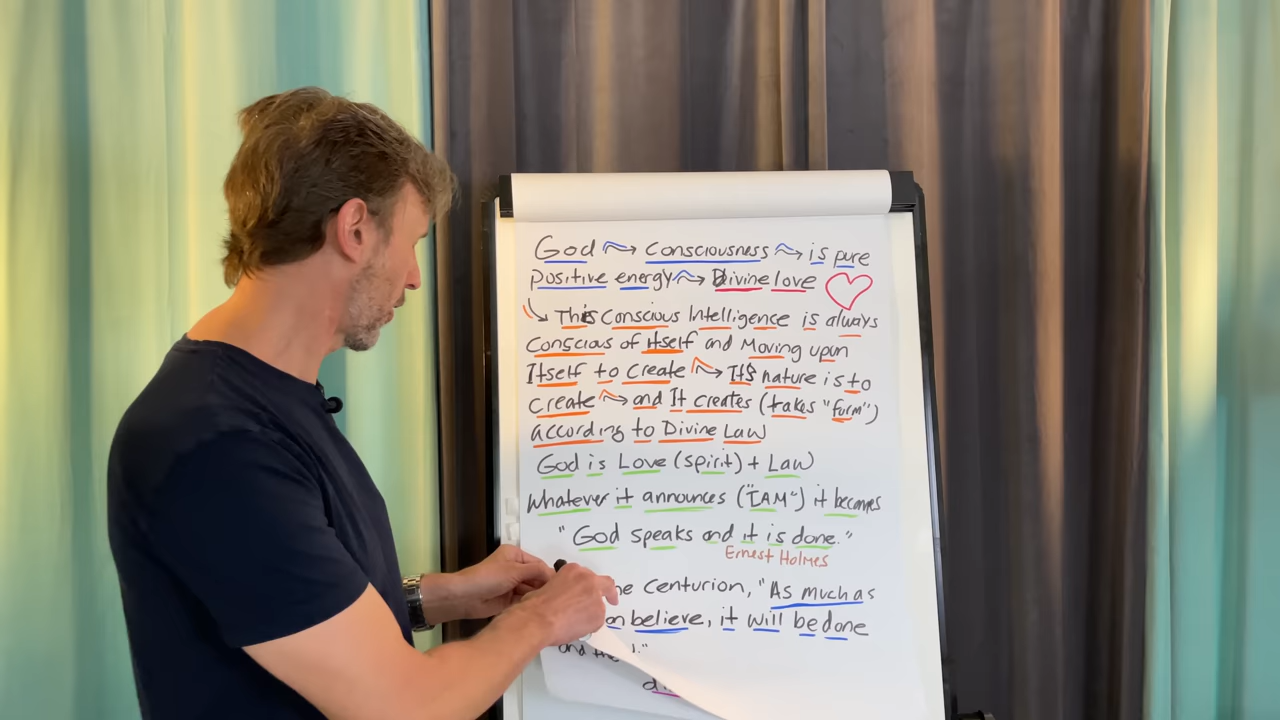 God → Consciousness → is pure
positive energy → Divine love
↳ This Conscious Intelligence is always
Conscious of Itself and Moving upon
Itself to Create → Its nature is to
Create → and It creates (takes "form")
according to Divine Law
God is Love (spirit) + Law)
Whatever it announces ("I AM") it becomes
"God speaks and it is done."
Ernest Holmes
Centurion, "As much as
believe, it will be done
and